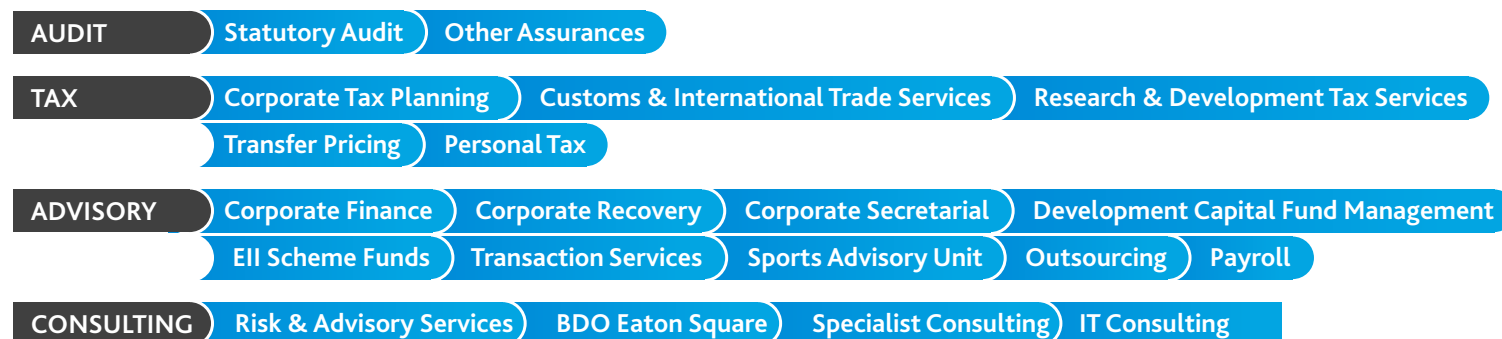 AUDIT Statutory Audit Other Assurances
TAX Corporate Tax Planning Customs & International Trade Services Research & Development Tax Services
Transfer Pricing Personal Tax
ADVISORY Corporate Finance Corporate Recovery Corporate Secretarial Development Capital Fund Management
EII Scheme Funds Transaction Services Sports Advisory Unit Outsourcing Payroll
CONSULTING Risk & Advisory Services BDO Eaton Square Specialist Consulting IT Consulting